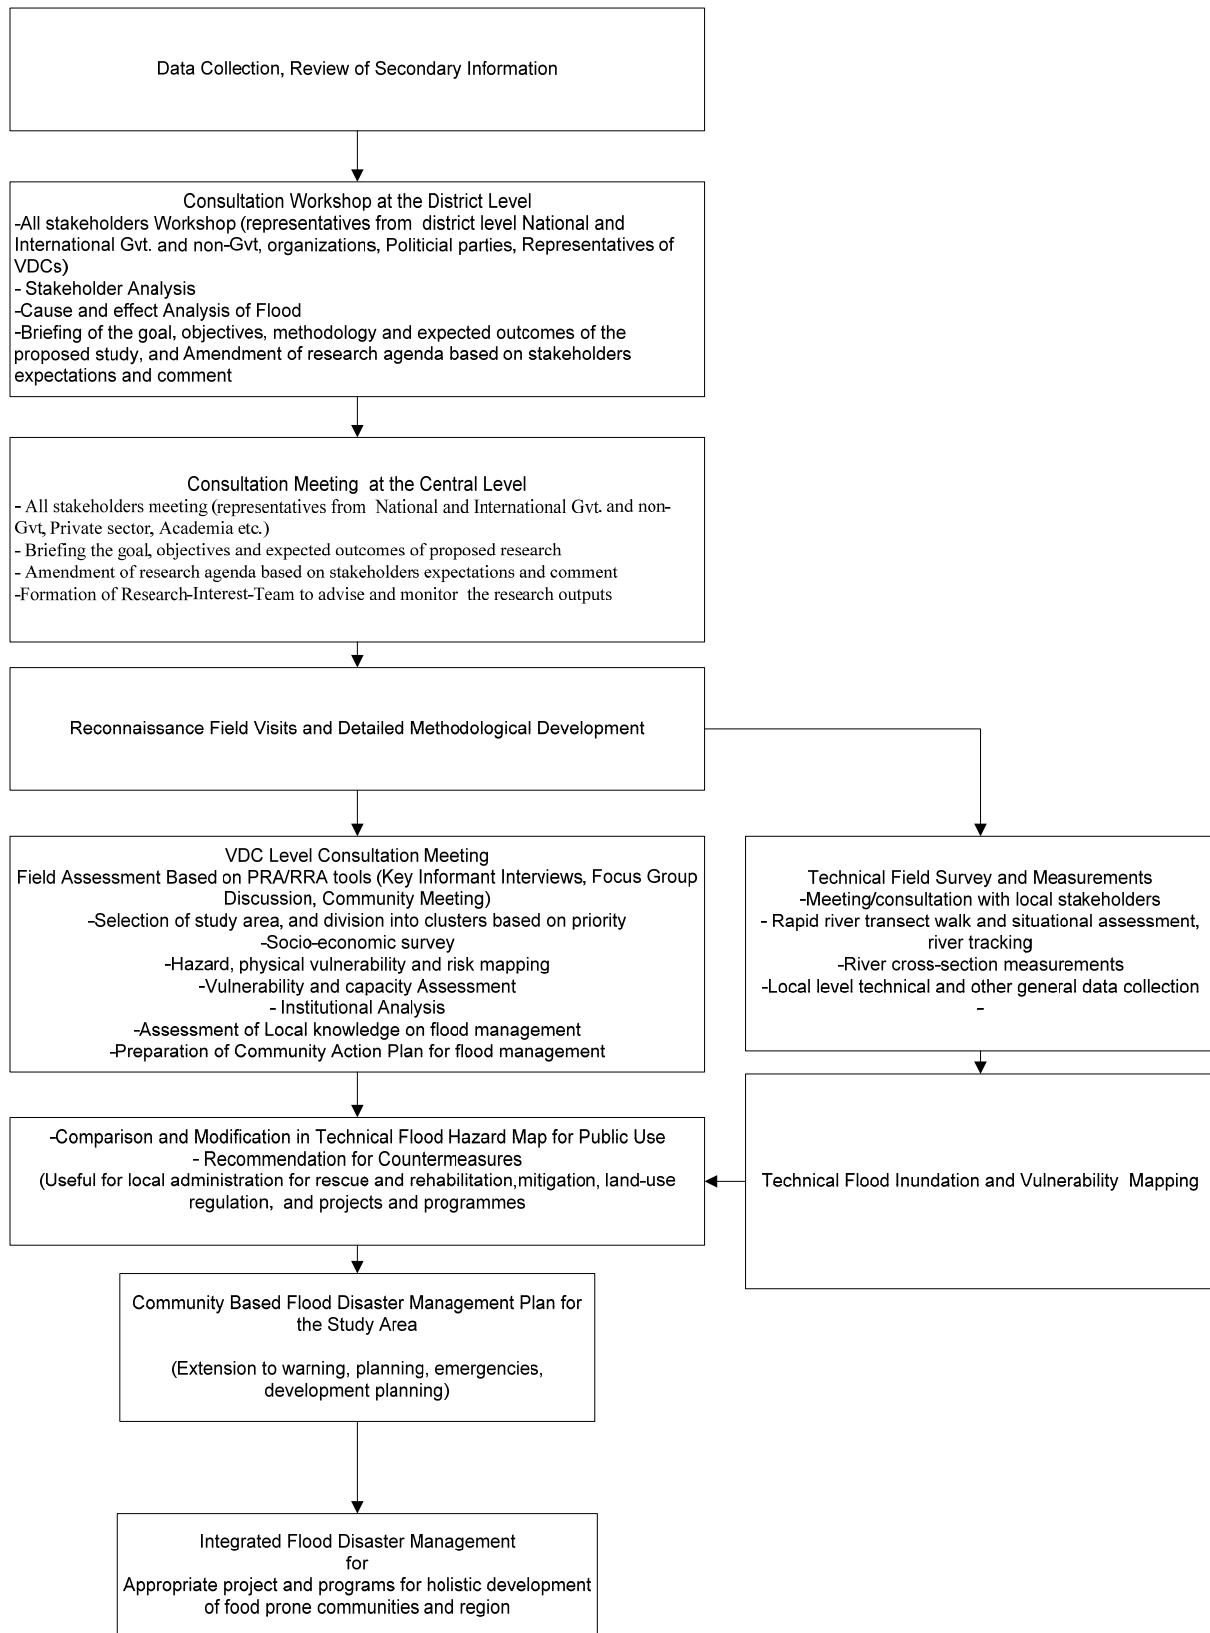 Data Collection, Review of Secondary Information
Consultation Workshop at the District Level
-All stakeholders Workshop (representatives from district level National and
International Gvt. and non-Gvt, organizations, Politicial parties, Representatives of
VDCs)
- Stakeholder Analysis
-Cause and effect Analysis of Flood
-Briefing of the goal, objectives, methodology and expected outcomes of the
proposed study, and Amendment of research agenda based on stakeholders
expectations and comment
Consultation Meeting at the Central Level
- All stakeholders meeting (representatives from National and International Gvt. and non-
Gvt, Private sector, Academia etc.)
- Briefing the goal, objectives and expected outcomes of proposed research
- Amendment of research agenda based on stakeholders expectations and comment
-Formation of Research-Interest-Team to advise and monitor the research outputs
Reconnaissance Field Visits and Detailed Methodological Development
VDC Level Consultation Meeting
Field Assessment Based on PRA/RRA tools (Key Informant Interviews, Focus Group
Discussion, Community Meeting)
-Selection of study area, and division into clusters based on priority
-Socio-economic survey
-Hazard, physical vulnerability and risk mapping
-Vulnerability and capacity Assessment
- Institutional Analysis
-Assessment of Local knowledge on flood management
-Preparation of Community Action Plan for flood management
Technical Field Survey and Measurements
-Meeting/consultation with local stakeholders
- Rapid river transect walk and situational assessment,
river tracking
-River cross-section measurements
-Local level technical and other general data collection
-
-Comparison and Modification in Technical Flood Hazard Map for Public Use
- Recommendation for Countermeasures
(Useful for local administration for rescue and rehabilitation,mitigation, land-use
regulation, and projects and programmes
Technical Flood Inundation and Vulnerability Mapping
Community Based Flood Disaster Management Plan for
the Study Area
(Extension to warning, planning, emergencies,
development planning)
Integrated Flood Disaster Management
for
Appropriate project and programs for holistic development
of food prone communities and region